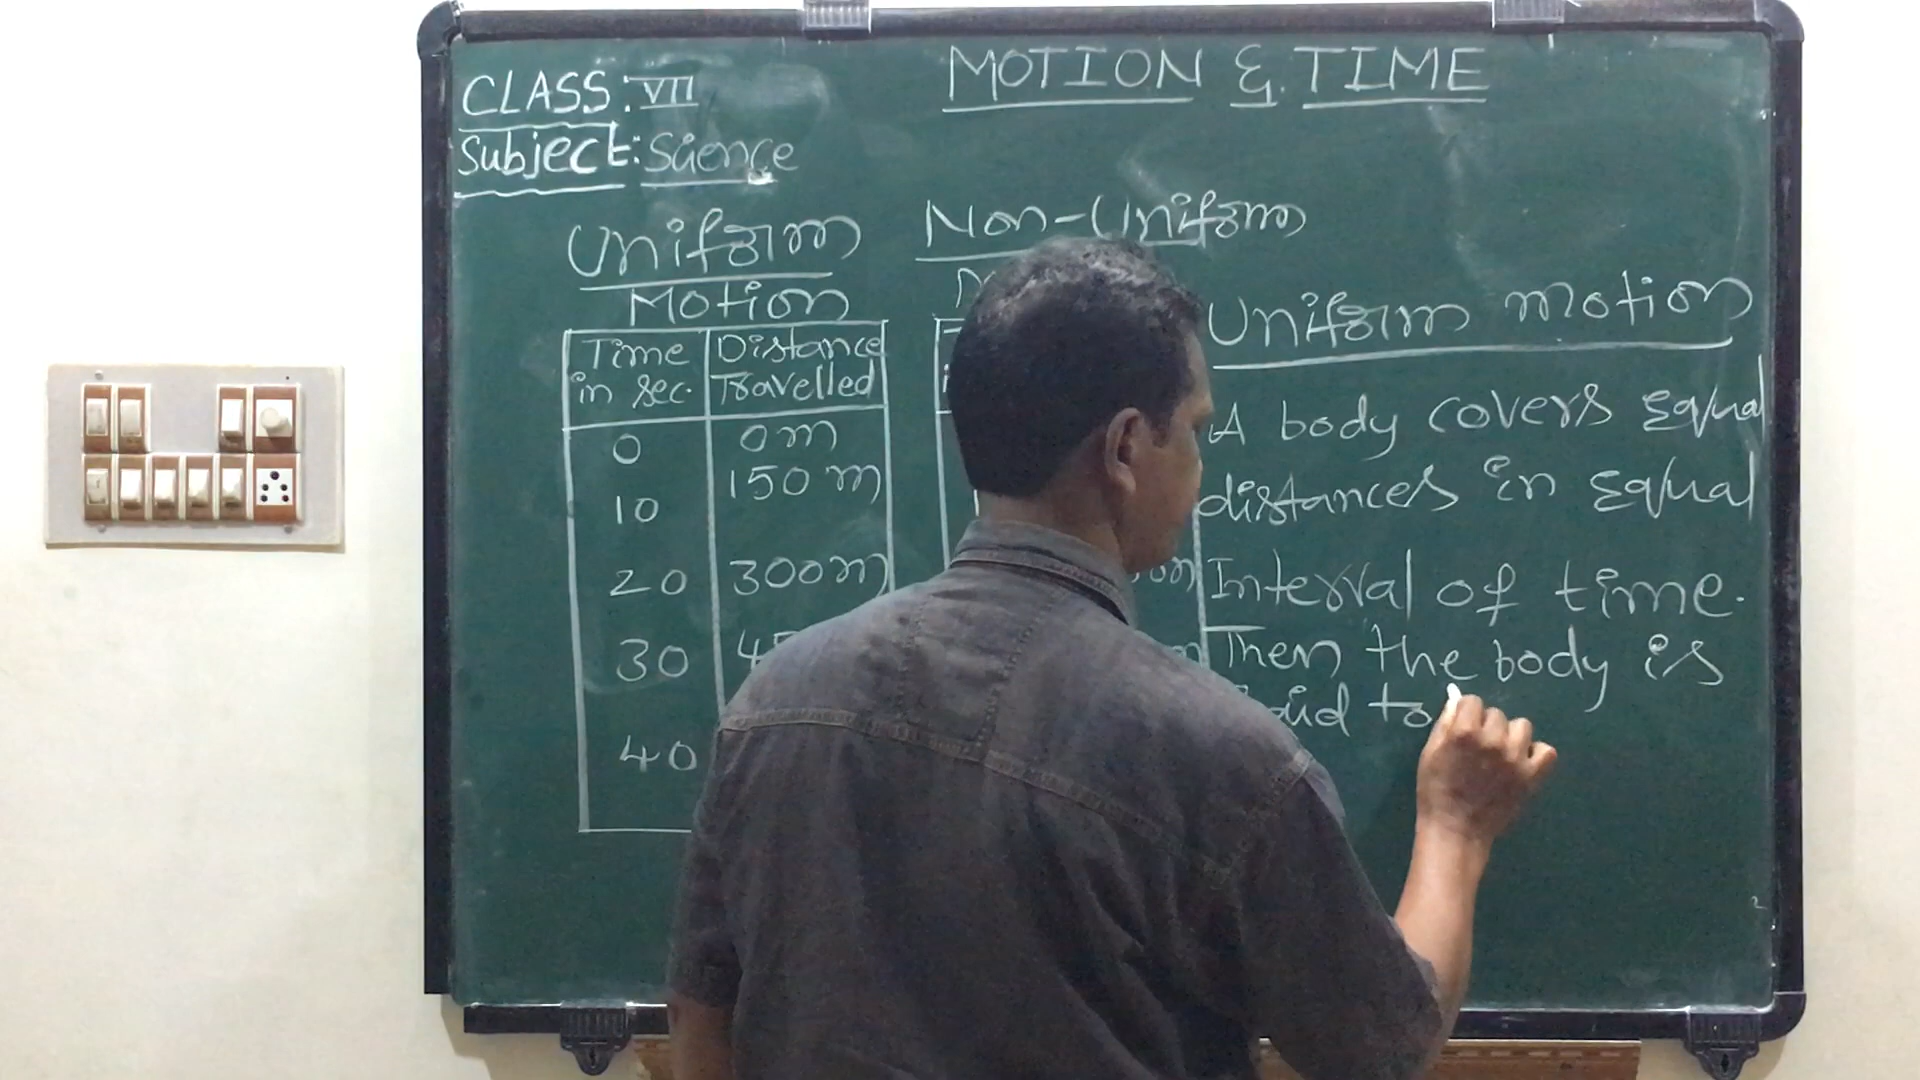 MOTION & TIME
CLASS: VII
Subject: Science
Uniform
Motion
Time in sec.
Distance Travelled
0 0m
10 150m
20 300m
30
40
Non-Uniform
Uniform motion
A body covers Equal
distances in Equal
Interval of time.
Then the body is
said to